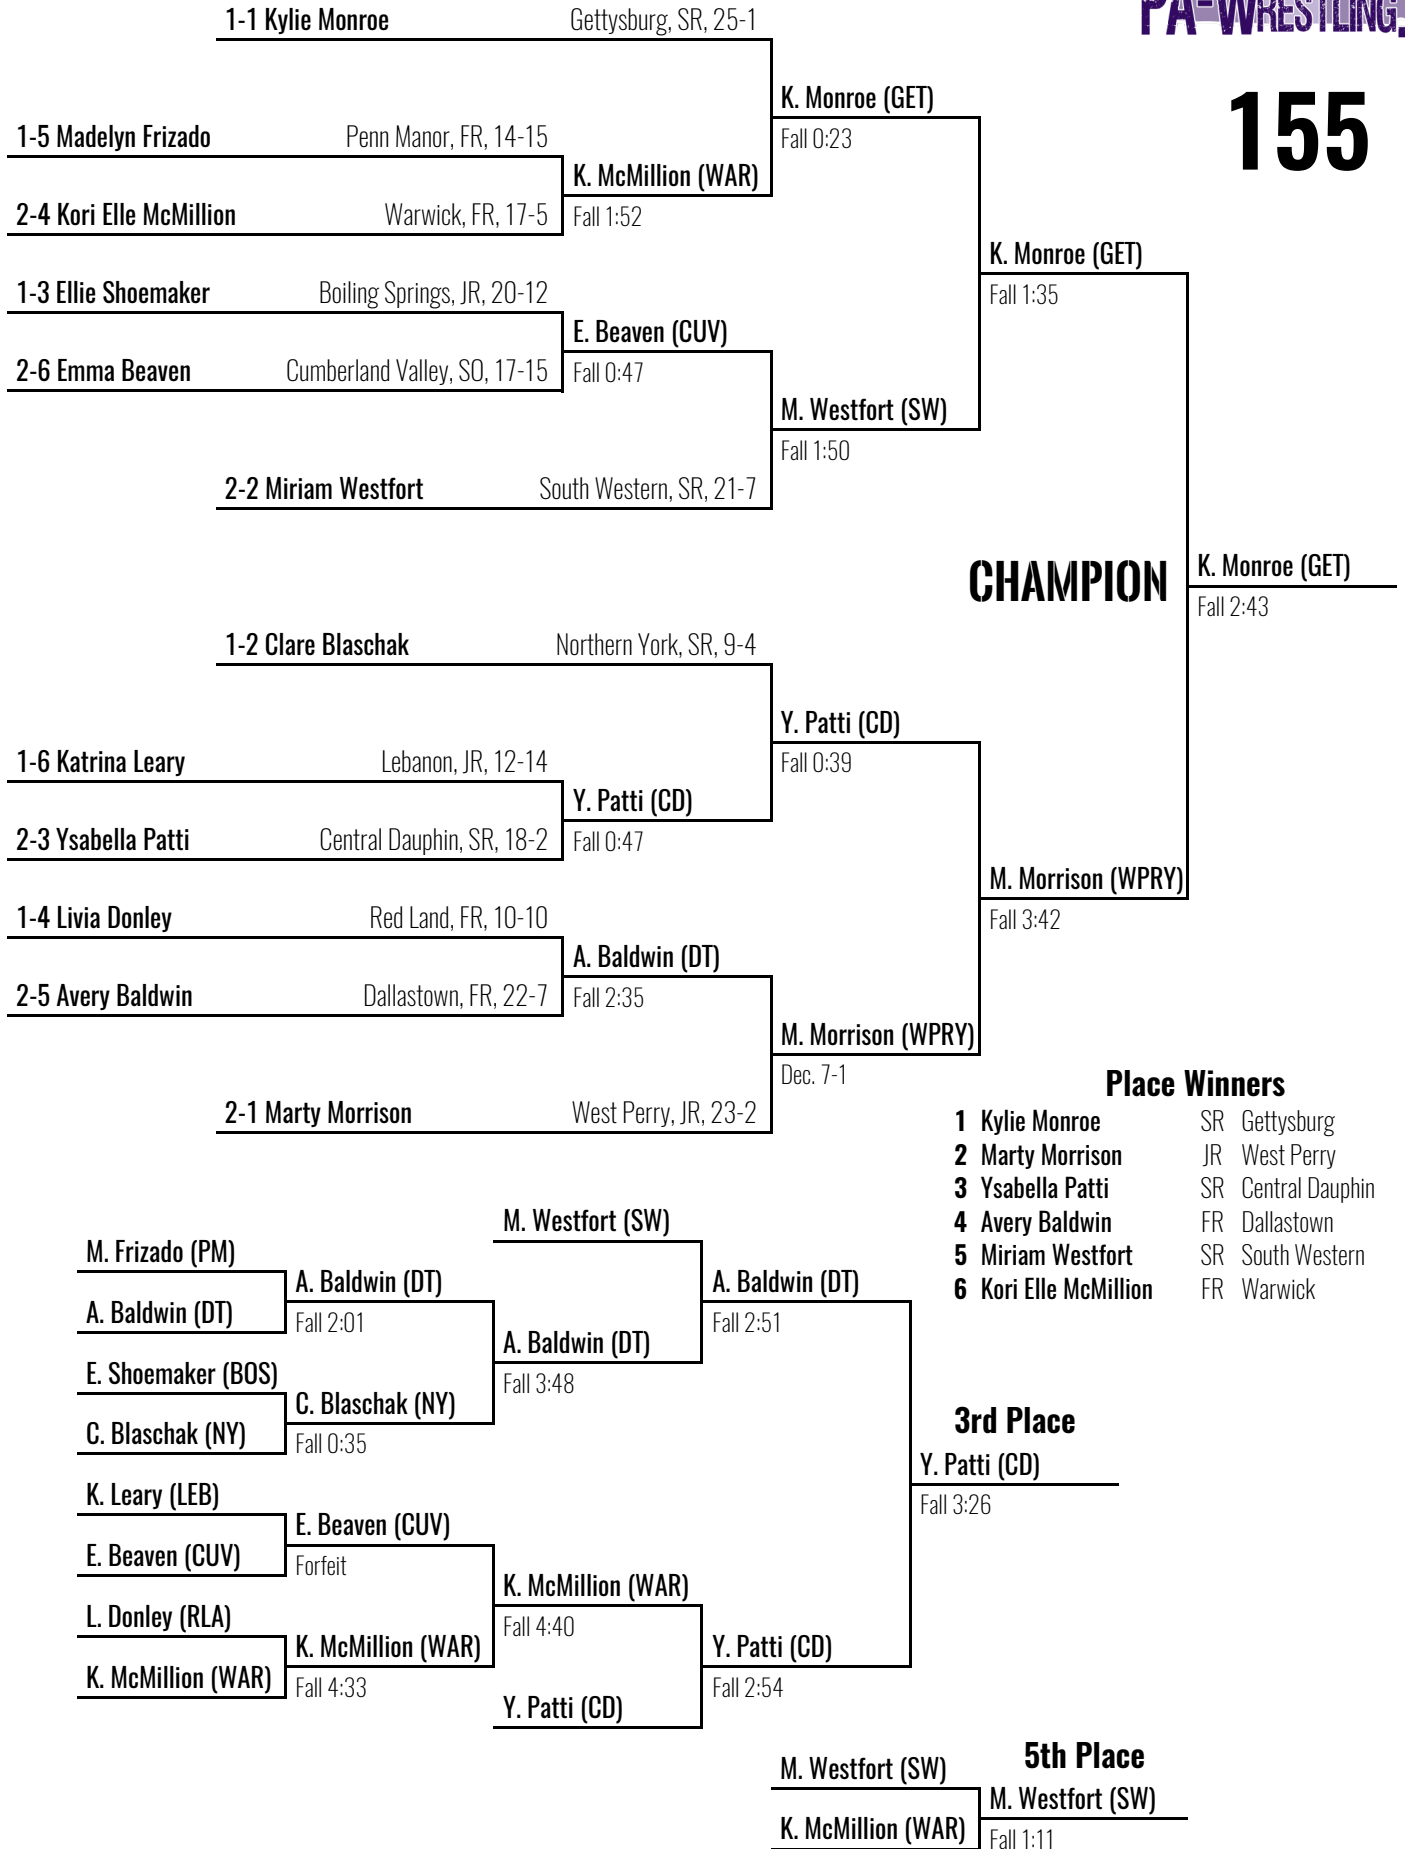 PA-WRESTLING.
155
1-1 Kylie Monroe Gettysburg, SR, 25-1
K. Monroe (GET)
Fall 0:23
1-5 Madelyn Frizado Penn Manor, FR, 14-15
K. McMillion (WAR)
Fall 1:52
2-4 Kori Elle McMillion Warwick, FR, 17-5
K. Monroe (GET)
Fall 1:35
1-3 Ellie Shoemaker Boiling Springs, JR, 20-12
E. Beaven (CUV)
Fall 0:47
2-6 Emma Beaven Cumberland Valley, SO, 17-15
M. Westfort (SW)
Fall 1:50
2-2 Miriam Westfort South Western, SR, 21-7
CHAMPION
K. Monroe (GET)
Fall 2:43
1-2 Clare Blaschak Northern York, SR, 9-4
Y. Patti (CD)
Fall 0:39
1-6 Katrina Leary Lebanon, JR, 12-14
Y. Patti (CD)
Fall 0:47
2-3 Ysabella Patti Central Dauphin, SR, 18-2
M. Morrison (WPRY)
Fall 3:42
1-4 Livia Donley Red Land, FR, 10-10
A. Baldwin (DT)
Fall 2:35
2-5 Avery Baldwin Dallastown, FR, 22-7
M. Morrison (WPRY)
Dec. 7-1
2-1 Marty Morrison West Perry, JR, 23-2
Place Winners
1 Kylie Monroe SR Gettysburg
2 Marty Morrison JR West Perry
3 Ysabella Patti SR Central Dauphin
4 Avery Baldwin FR Dallastown
5 Miriam Westfort SR South Western
6 Kori Elle McMillion FR Warwick
M. Westfort (SW)
M. Frizado (PM)
A. Baldwin (DT)
Fall 2:01
A. Baldwin (DT)
A. Baldwin (DT)
Fall 2:51
A. Baldwin (DT)
Fall 3:48
E. Shoemaker (BOS)
C. Blaschak (NY)
Fall 0:35
C. Blaschak (NY)
3rd Place
Y. Patti (CD)
Fall 3:26
K. Leary (LEB)
E. Beaven (CUV)
Forfeit
E. Beaven (CUV)
K. McMillion (WAR)
Fall 4:40
L. Donley (RLA)
K. McMillion (WAR)
Fall 4:33
K. McMillion (WAR)
Y. Patti (CD)
Fall 2:54
Y. Patti (CD)
5th Place
M. Westfort (SW)
M. Westfort (SW)
Fall 1:11
K. McMillion (WAR)